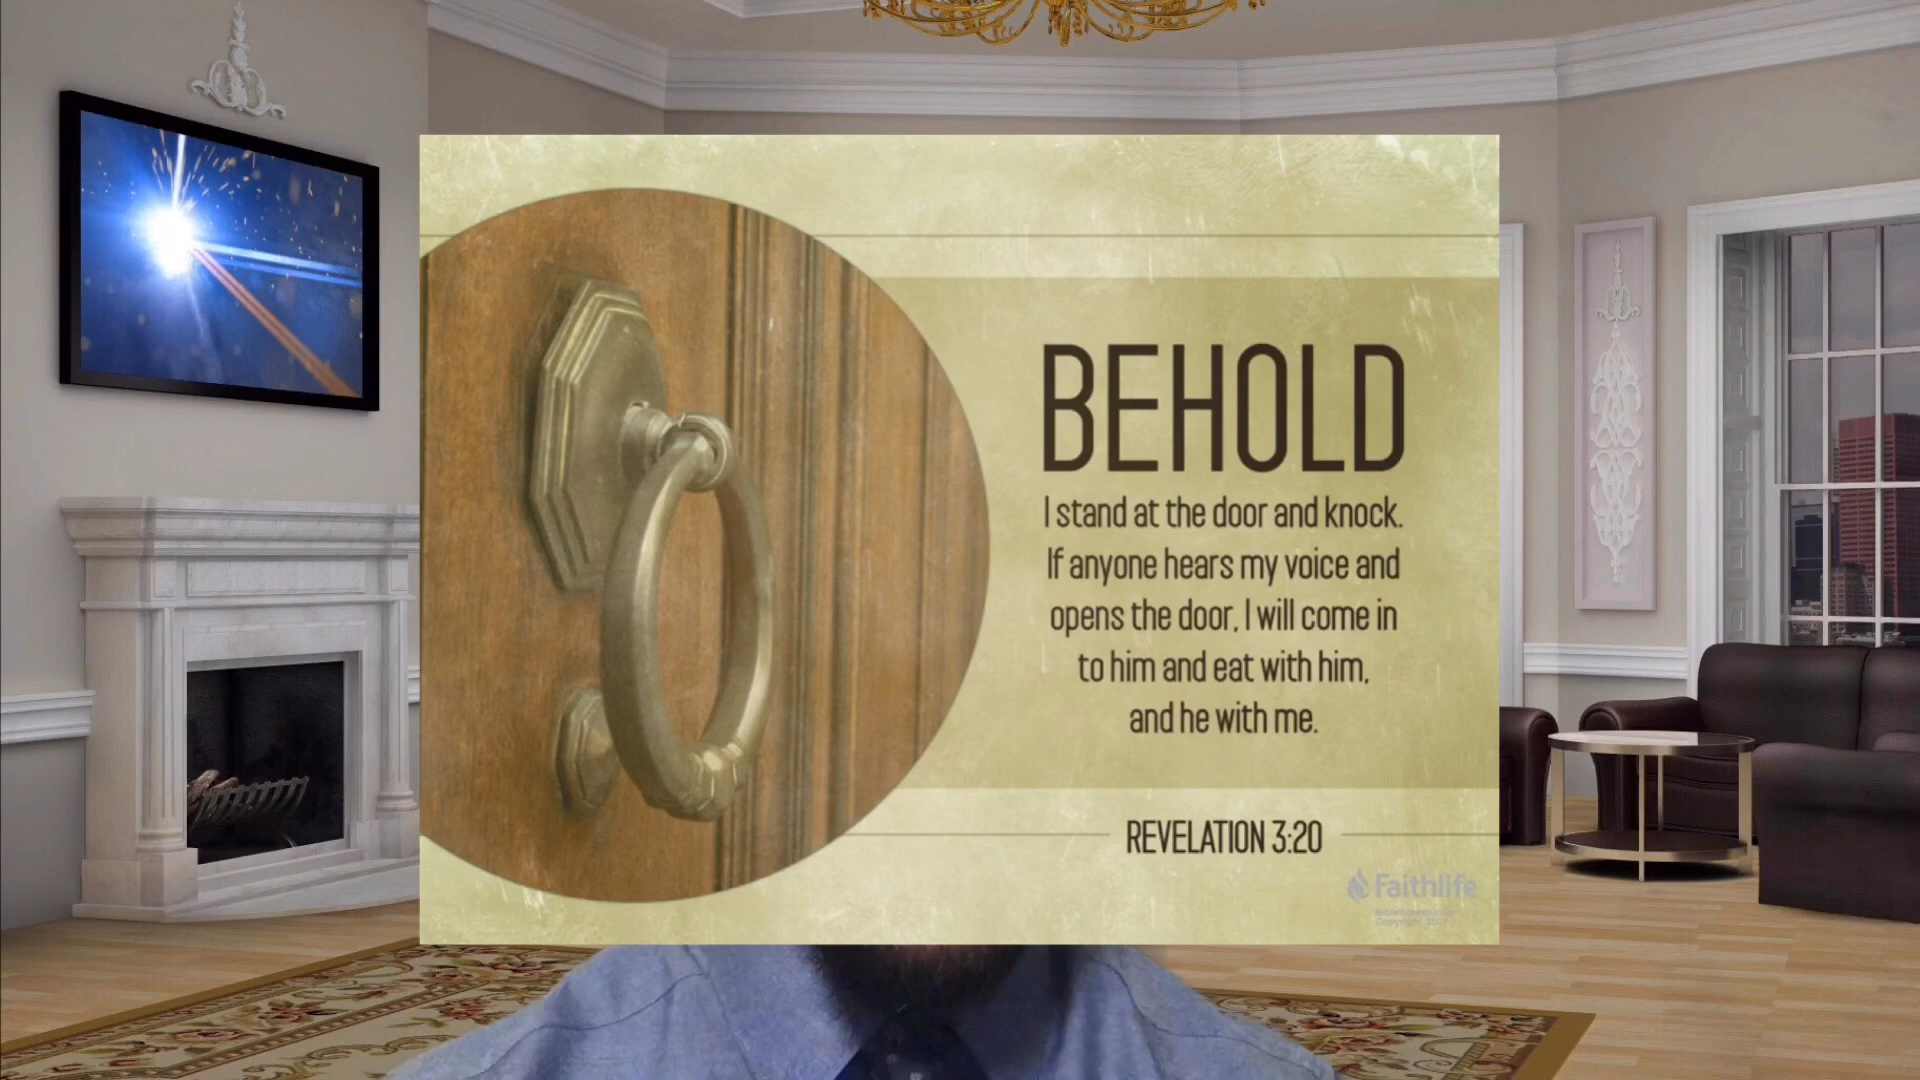 BEHOLD
I stand at the door and knock.
If anyone hears my voice and
opens the door, I will come in
to him and eat with him,
and he with me.
REVELATION 3:20
Faithlife